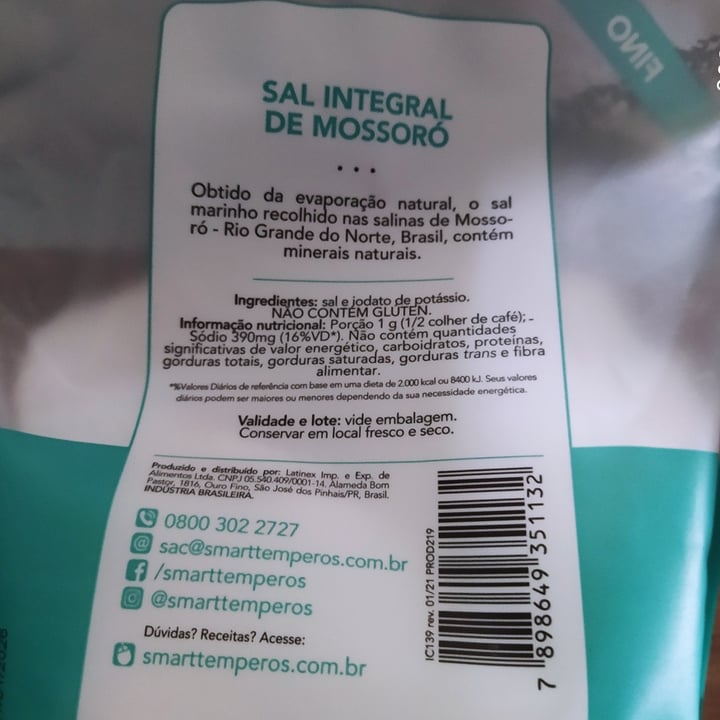 FINO
SAL INTEGRAL
DE MOSSORÓ
Obtido da evaporação natural, o sal
marinho recolhido nas salinas de Mosso-
ró - Rio Grande do Norte, Brasil, contém
minerais naturais.
Ingredientes: sal e iodato de potássio.
NÃO CONTÉM GLÚTEN.
Informação nutricional: Porção 1 g (1/2 colher de café); -
Sódio 390mg (16%VD*). Não contém quantidades
significativas de valor energético, carboidratos, proteínas,
gorduras totais, gorduras saturadas, gorduras trans e fibra
alimentar.
*%Valores Diários de referência com base em uma dieta de 2.000 kcal ou 8400 kJ. Seus valores
diários podem ser maiores ou menores dependendo da sua necessidade energética.
Validade e lote: vide embalagem.
Conservar em local fresco e seco.
Produzido e distribuído por: Latinex Imp. e Exp. de
Alimentos Ltda. CNPJ 05.540.409/0001-14. Alameda Bom
Pastor, 1816, Ouro Fino, São José dos Pinhais/PR, Brasil.
INDÚSTRIA BRASILEIRA.
0800 302 2727
sac@smarttemperos.com.br
/smarttemperos
@smarttemperos
Dúvidas? Receitas? Acesse:
smarttemperos.com.br
IC139 rev. 01/21 PROD219
7 898649 351132